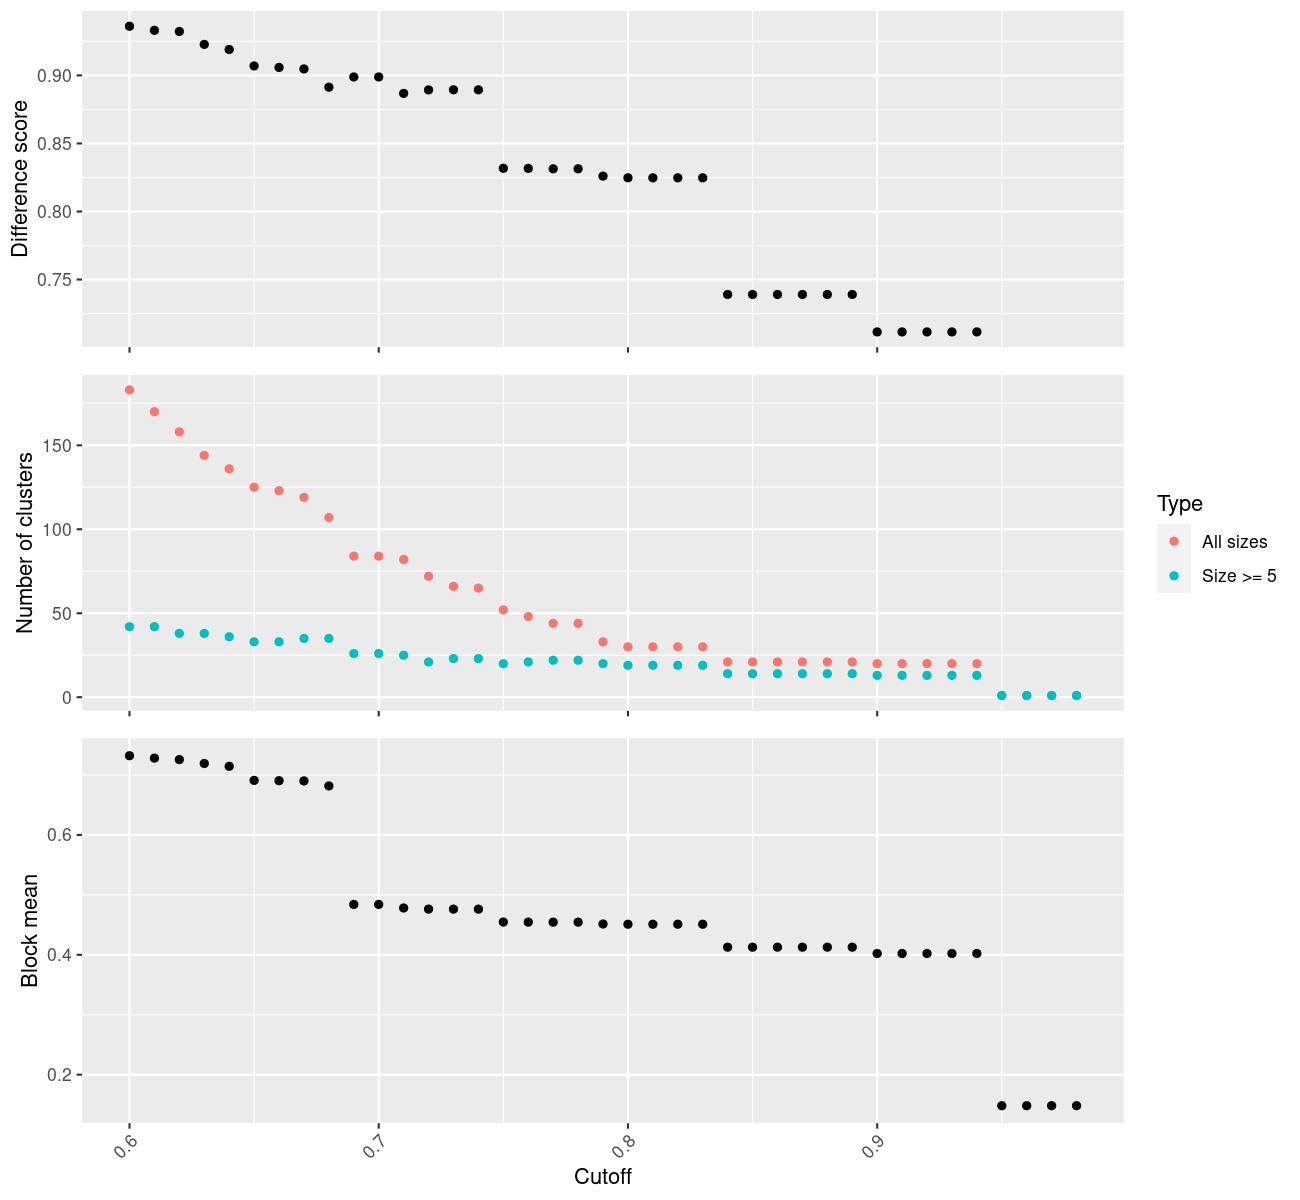 Difference score
0.90
0.85
0.80
0.75
Number of clusters
150
100
50
0
Type
All sizes
Size >= 5
Block mean
0.6
0.4
0.2
0.6 0.7 0.8 0.9
Cutoff